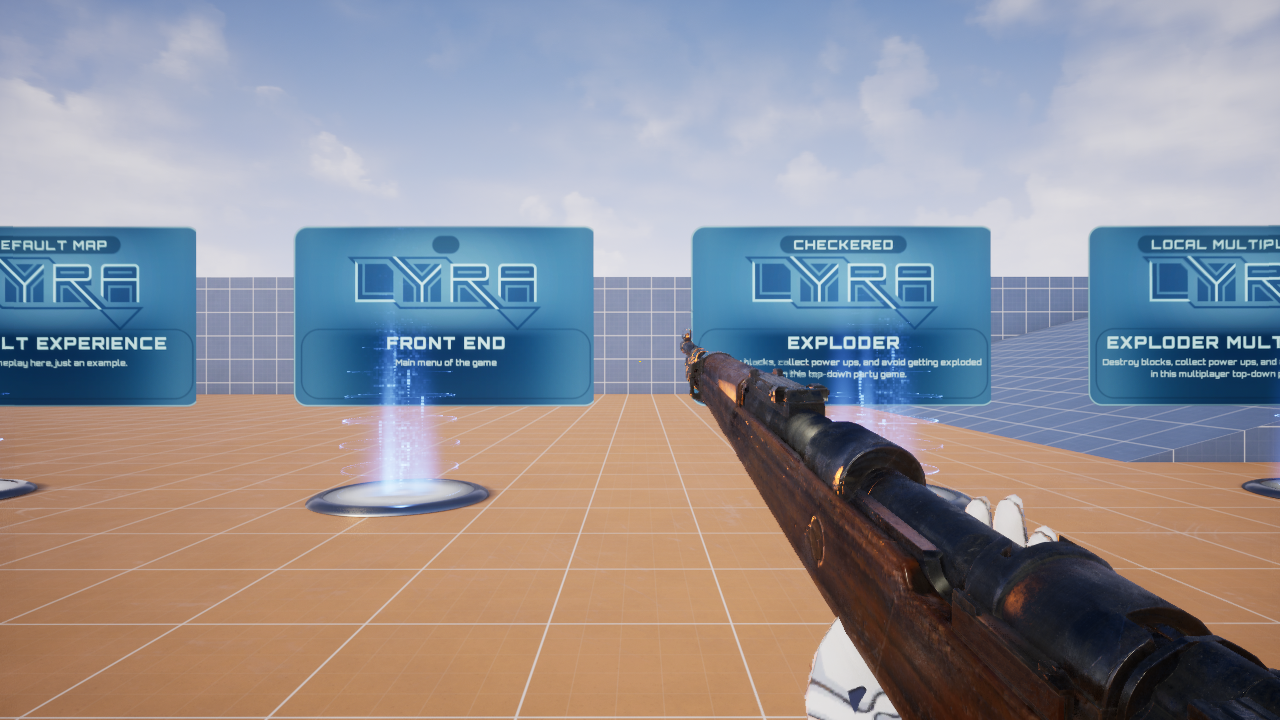 EFAULT MAP
LYRA
LT EXPERIENCE
meplay here, just an example.
LYRA
FRONT END
Main menu of the game
CHECKERED
LYRA
EXPLODER
blocks, collect power ups, and avoid getting exploded
in this top-down party game.
LOCAL MULTIPL
LYR
EXPLODER MULT
Destroy blocks, collect power ups, and
in this multiplayer top-down p